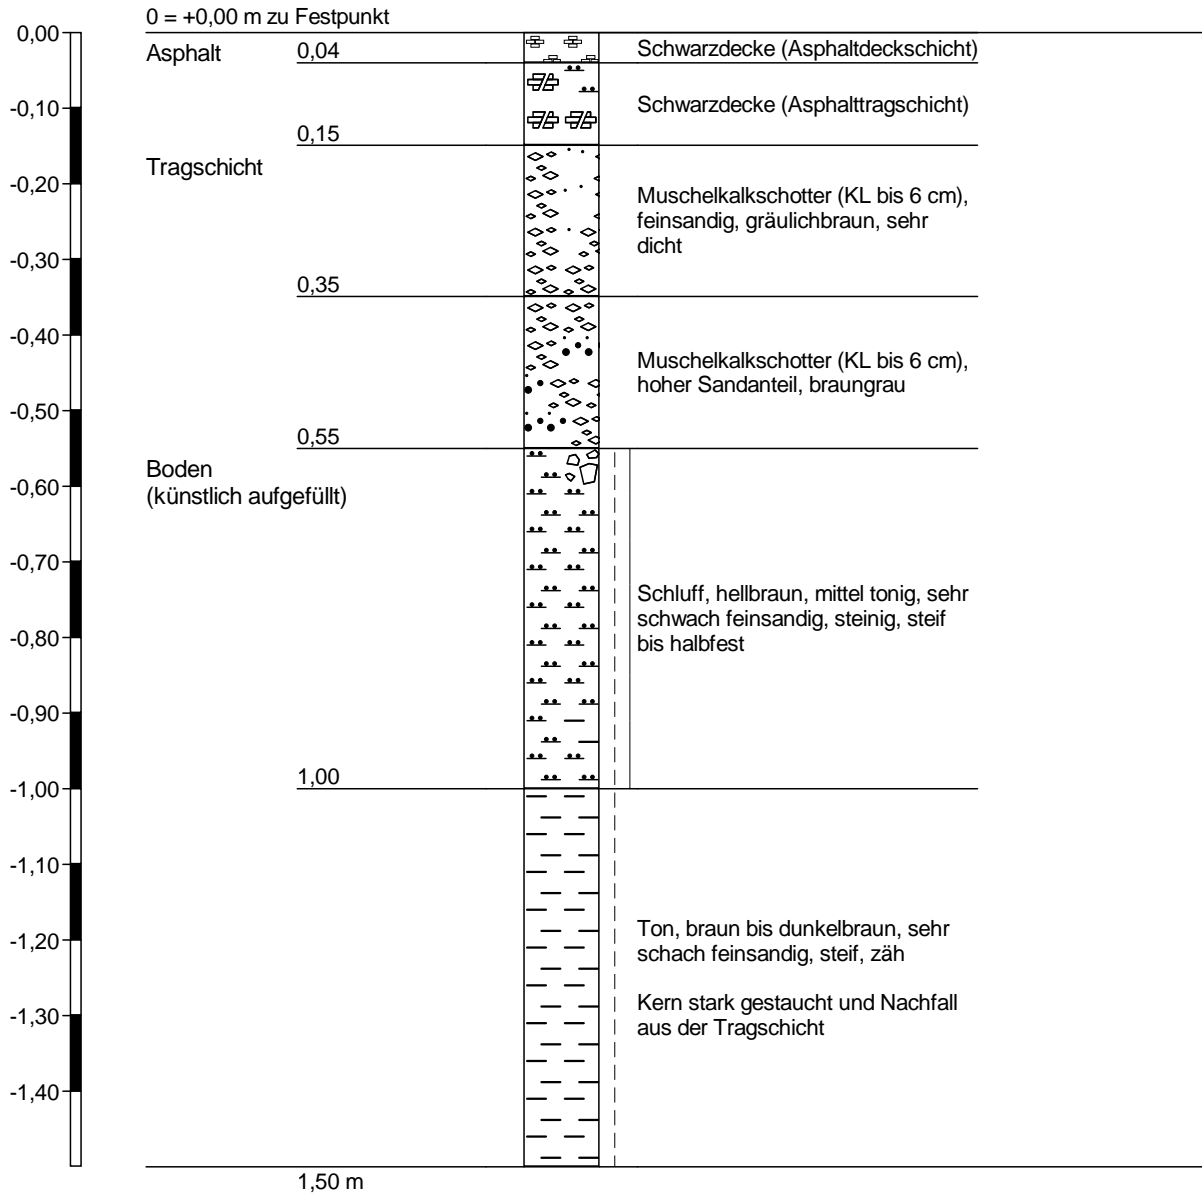 0 = +0,00 m zu Festpunkt
0,00
Asphalt
0,04
Schwarzdecke (Asphaltdeckschicht)
-0,10
Schwarzdecke (Asphalttragschicht)
0,15
Tragschicht
-0,20
Muschelkalkschotter (KL bis 6 cm),
feinsandig, gräulichbraun, sehr
dicht
-0,30
0,35
-0,40
Muschelkalkschotter (KL bis 6 cm),
hoher Sandanteil, braungrau
-0,50
0,55
Boden
(künstlich aufgefüllt)
-0,60
-0,70
Schluff, hellbraun, mittel tonig, sehr
schwach feinsandig, steinig, steif
bis halbfest
-0,80
-0,90
1,00
-1,00
-1,10
Ton, braun bis dunkelbraun, sehr
schach feinsandig, steif, zäh
-1,20
Kern stark gestaucht und Nachfall
aus der Tragschicht
-1,30
-1,40
1,50 m